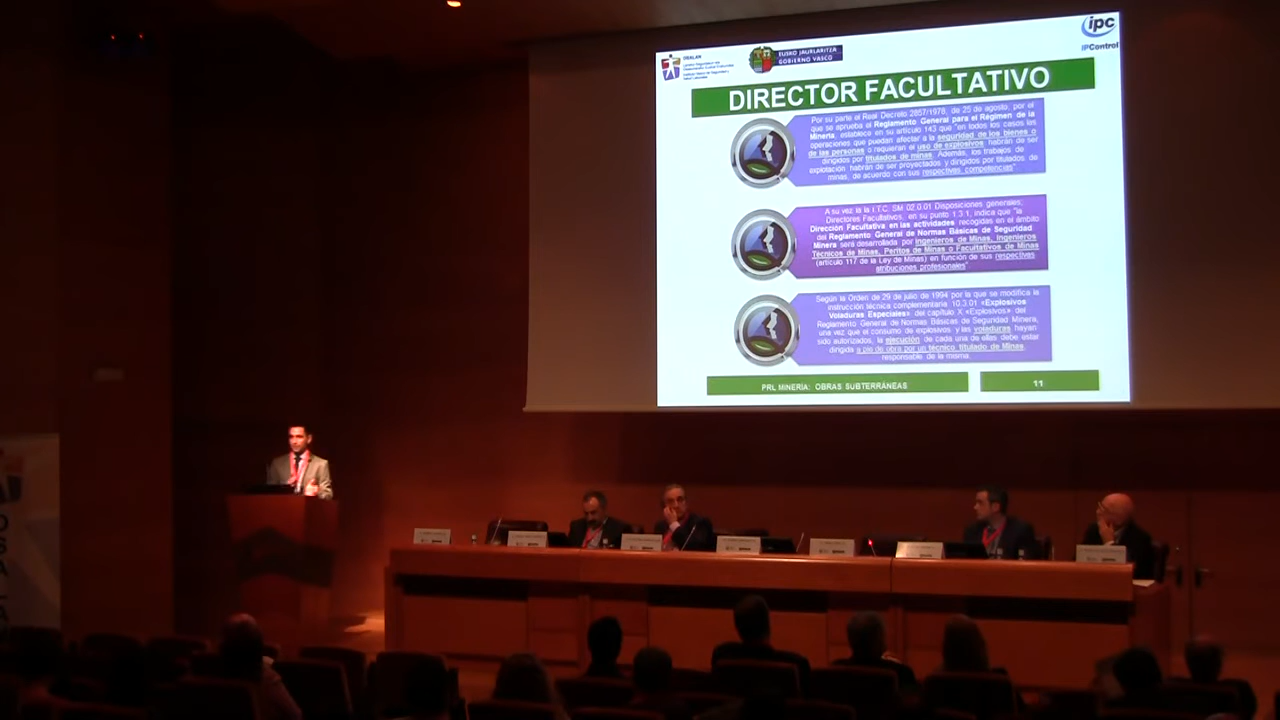 ipc
IPControl
OSALAN
EUSKO JAURLARITZA
GOBIERNO VASCO
DIRECTOR FACULTATIVO
Por su parte el Real Decreto 2857/1978, de 25 de agosto, por el
que se aprueba el Reglamento General para el Régimen de la
Minería, establece en su artículo 143 que "en todos los casos las
operaciones que puedan afectar a la seguridad de los bienes o
de las personas o requieran el uso de explosivos habrán de ser
dirigidos por titulados de minas. Además, los trabajos de
explotación habrán de ser proyectados y dirigidos por titulados de
minas, de acuerdo con sus respectivas competencias"
A su vez la la I.T.C. SM 02.0.01 Disposiciones generales;
Directores Facultativos, en su punto 1.3.1, indica que "la
Dirección Facultativa en las actividades recogidas en el ámbito
del Reglamento General de Normas Básicas de Seguridad
Minera será desarrollada por Ingenieros de Minas, Ingenieros
Técnicos de Minas, Peritos de Minas o Facultativos de Minas
(artículo 117 de la Ley de Minas) en función de sus respectivas
atribuciones profesionales"
Según la Orden de 29 de julio de 1994 por la que se modifica la
instrucción técnica complementaria 10.3.01 «Explosivos
Voladuras Especiales» del capítulo X «Explosivos» del
Reglamento General de Normas Básicas de Seguridad Minera,
una vez que el consumo de explosivos y las voladuras hayan
sido autorizados, la ejecución de cada una de ellas debe estar
dirigida a pie de obra por un técnico titulado de Minas,
responsable de la misma.
PRL MINERÍA: OBRAS SUBTERRÁNEAS
11